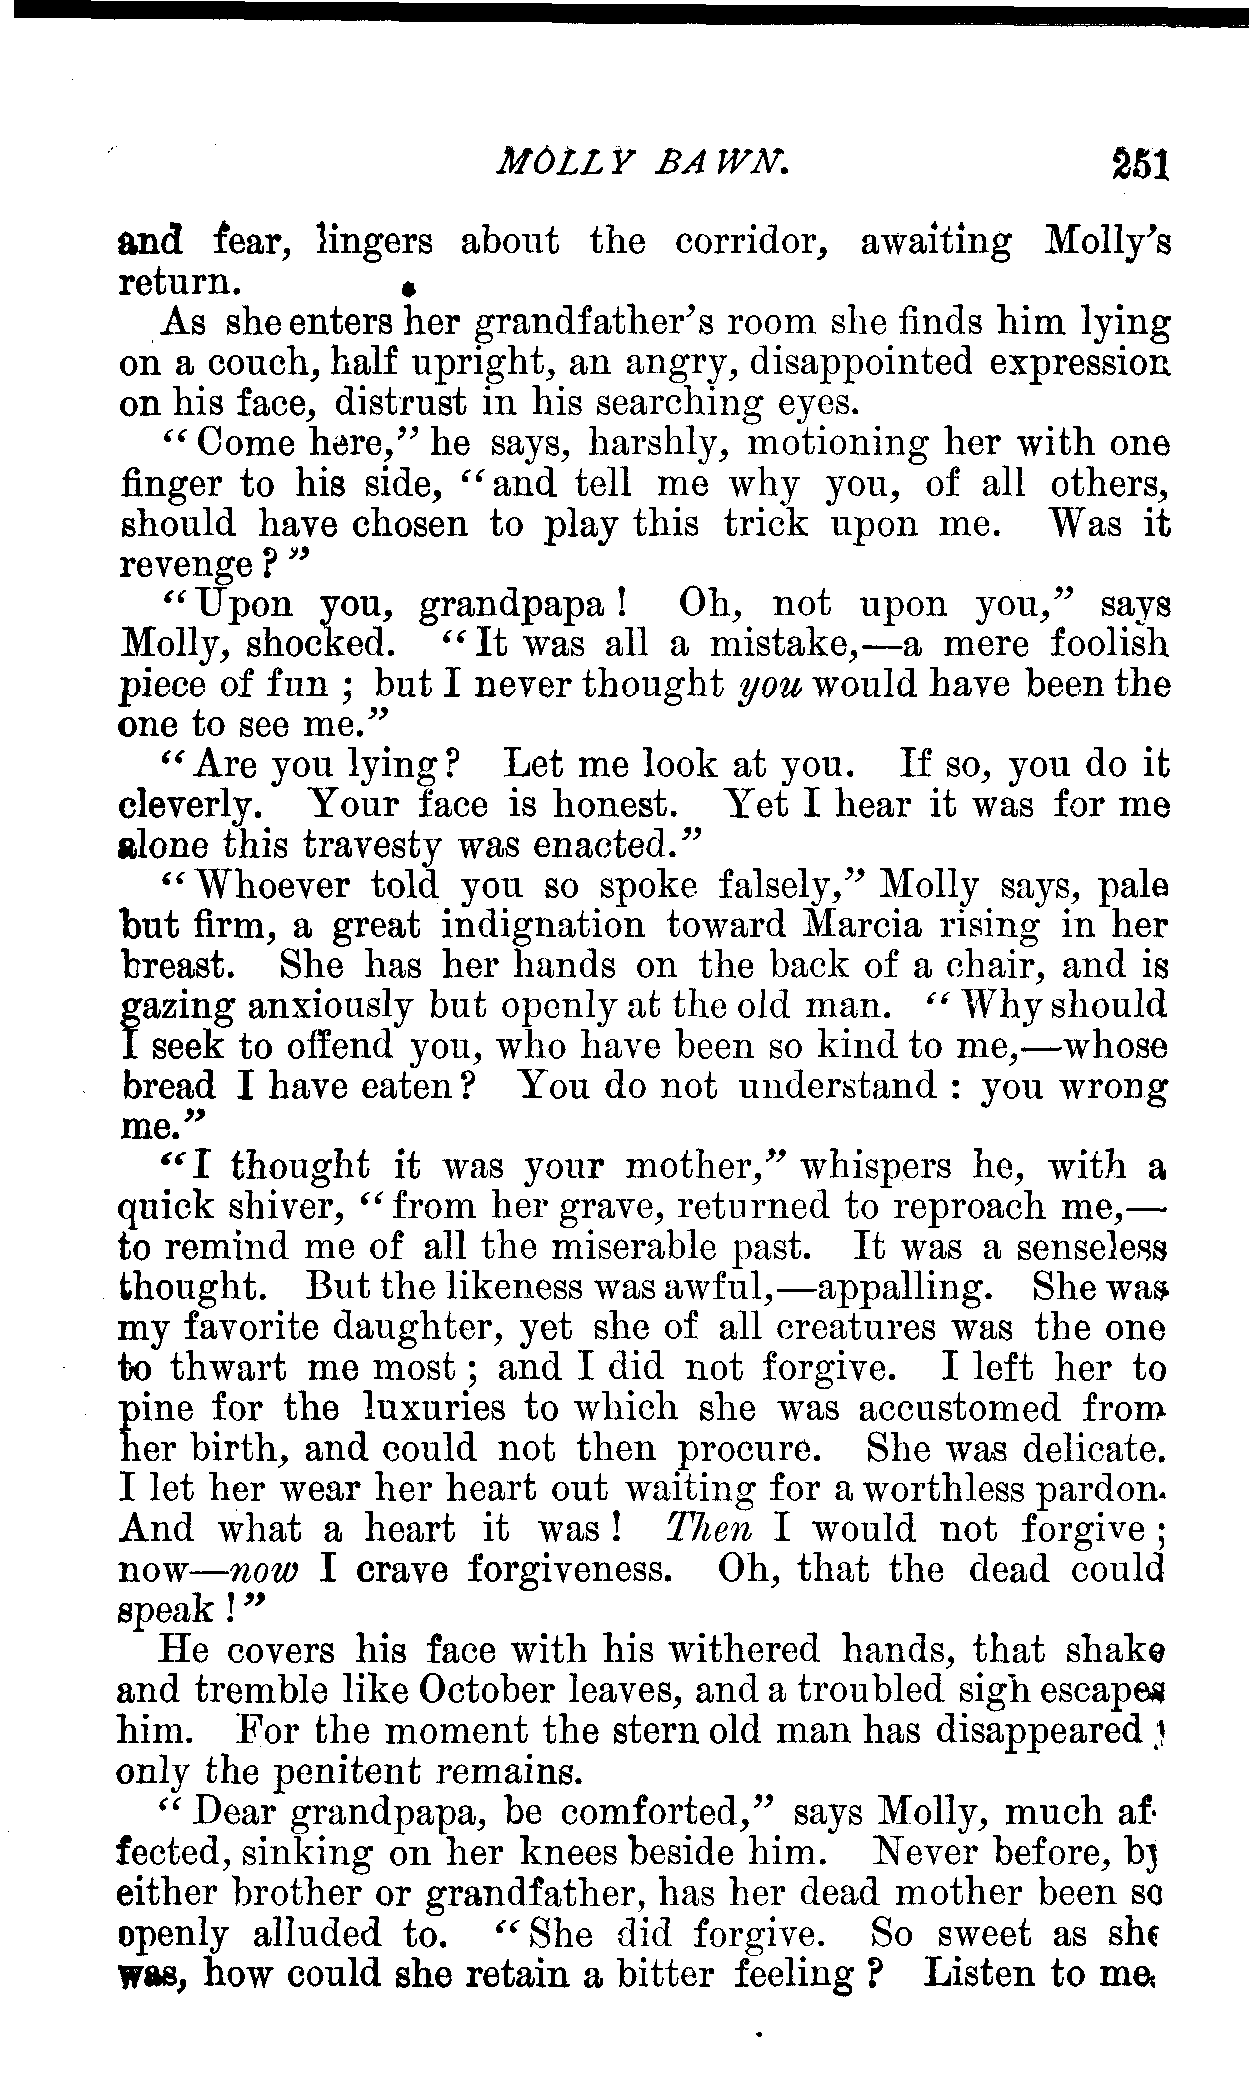 MOLLY BAWN. 251
and fear, lingers about the corridor, awaiting Molly's
return.
As she enters her grandfather's room she finds him lying
on a couch, half upright, an angry, disappointed expression
on his face, distrust in his searching eyes.
"Come here," he says, harshly, motioning her with one
finger to his side, "and tell me why you, of all others,
should have chosen to play this trick upon me. Was it
revenge?"
"Upon you, grandpapa! Oh, not upon you," says
Molly, shocked. "It was all a mistake,—a mere foolish
piece of fun; but I never thought you would have been the
one to see me."
"Are you lying? Let me look at you. If so, you do it
cleverly. Your face is honest. Yet I hear it was for me
alone this travesty was enacted."
"Whoever told you so spoke falsely," Molly says, pale
but firm, a great indignation toward Marcia rising in her
breast. She has her hands on the back of a chair, and is
gazing anxiously but openly at the old man. "Why should
I seek to offend you, who have been so kind to me,—whose
bread I have eaten? You do not understand: you wrong
me."
"I thought it was your mother," whispers he, with a
quick shiver, "from her grave, returned to reproach me,—
to remind me of all the miserable past. It was a senseless
thought. But the likeness was awful,—appalling. She was
my favorite daughter, yet she of all creatures was the one
to thwart me most; and I did not forgive. I left her to
pine for the luxuries to which she was accustomed from
her birth, and could not then procure. She was delicate.
I let her wear her heart out waiting for a worthless pardon.
And what a heart it was! Then I would not forgive;
now—now I crave forgiveness. Oh, that the dead could
speak!"
He covers his face with his withered hands, that shake
and tremble like October leaves, and a troubled sigh escapes
him. For the moment the stern old man has disappeared;
only the penitent remains.
"Dear grandpapa, be comforted," says Molly, much af-
fected, sinking on her knees beside him. Never before, by
either brother or grandfather, has her dead mother been so
openly alluded to. "She did forgive. So sweet as she
was, how could she retain a bitter feeling? Listen to me.